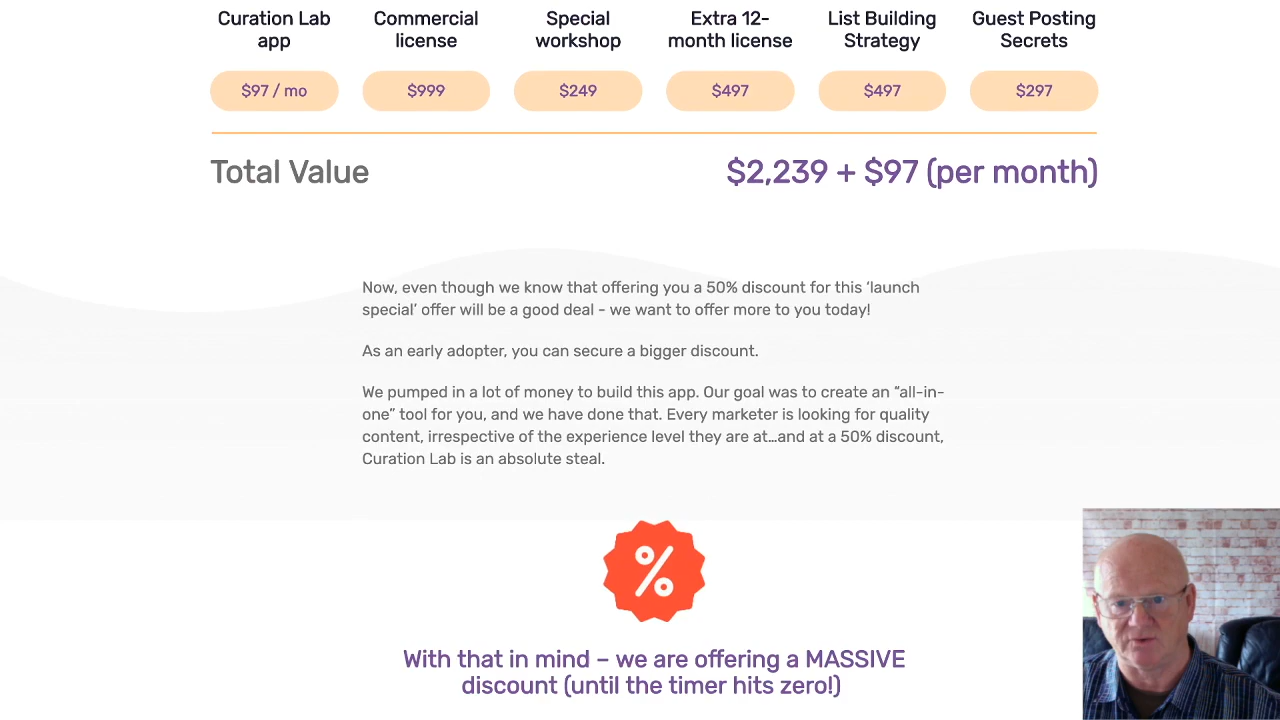 Curation Lab
app
Commercial
license
Special
workshop
Extra 12-
month license
List Building
Strategy
Guest Posting
Secrets
$97 / mo
$999
$249
$497
$497
$297
Total Value
$2,239 + $97 (per month)
Now, even though we know that offering you a 50% discount for this ‘launch
special’ offer will be a good deal - we want to offer more to you today!
As an early adopter, you can secure a bigger discount.
We pumped in a lot of money to build this app. Our goal was to create an “all-in-
one” tool for you, and we have done that. Every marketer is looking for quality
content, irrespective of the experience level they are at…and at a 50% discount,
Curation Lab is an absolute steal.
%
With that in mind – we are offering a MASSIVE
discount (until the timer hits zero!)